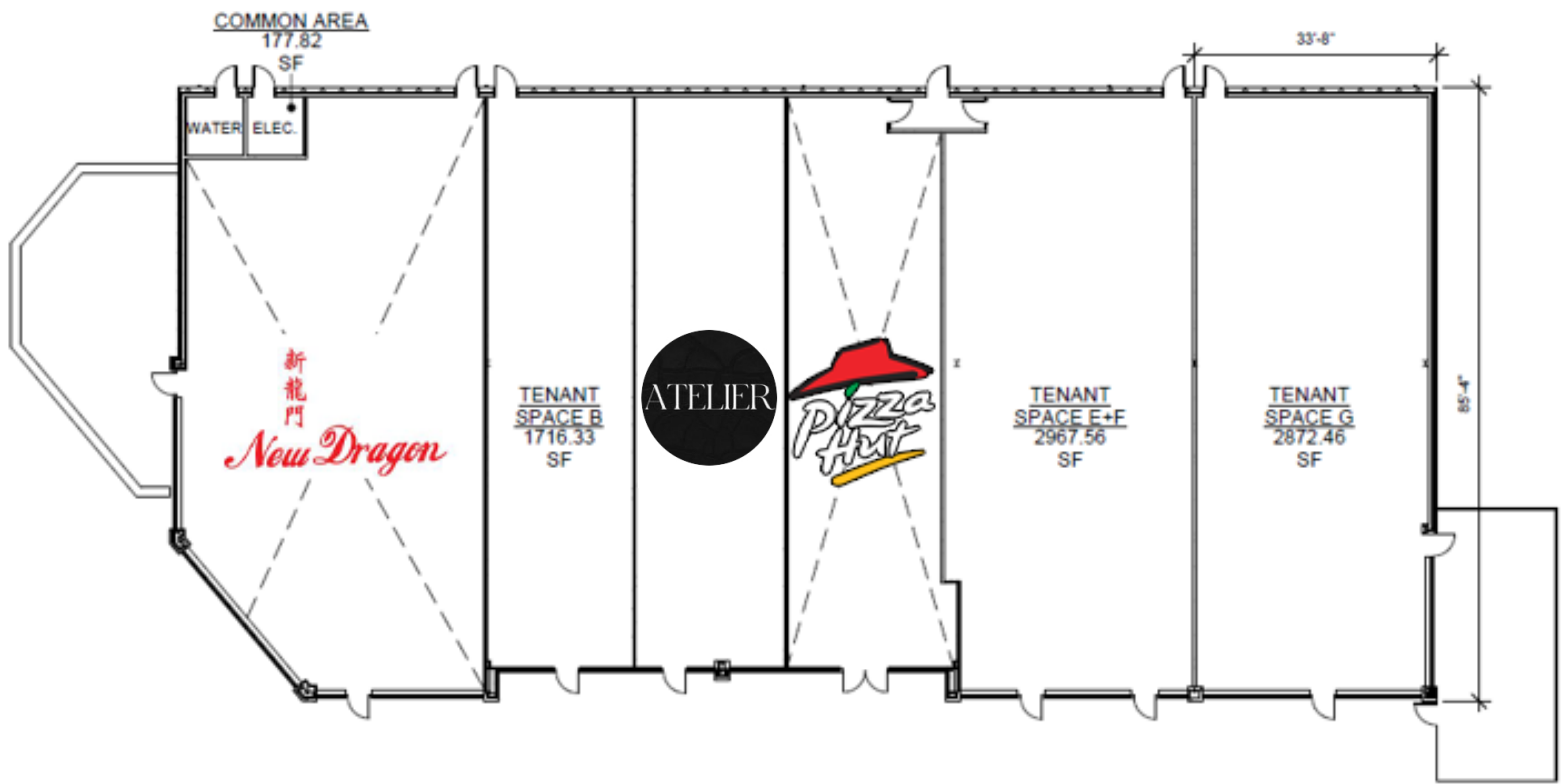 COMMON AREA
177.82
SF
33'-8"
WATER
ELEC.
新
龍
門
New Dragon
TENANT
SPACE B
1716.33
SF
ATELIER
Pizza
Hut
TENANT
SPACE E+F
2967.56
SF
TENANT
SPACE G
2872.46
SF
85'-4"